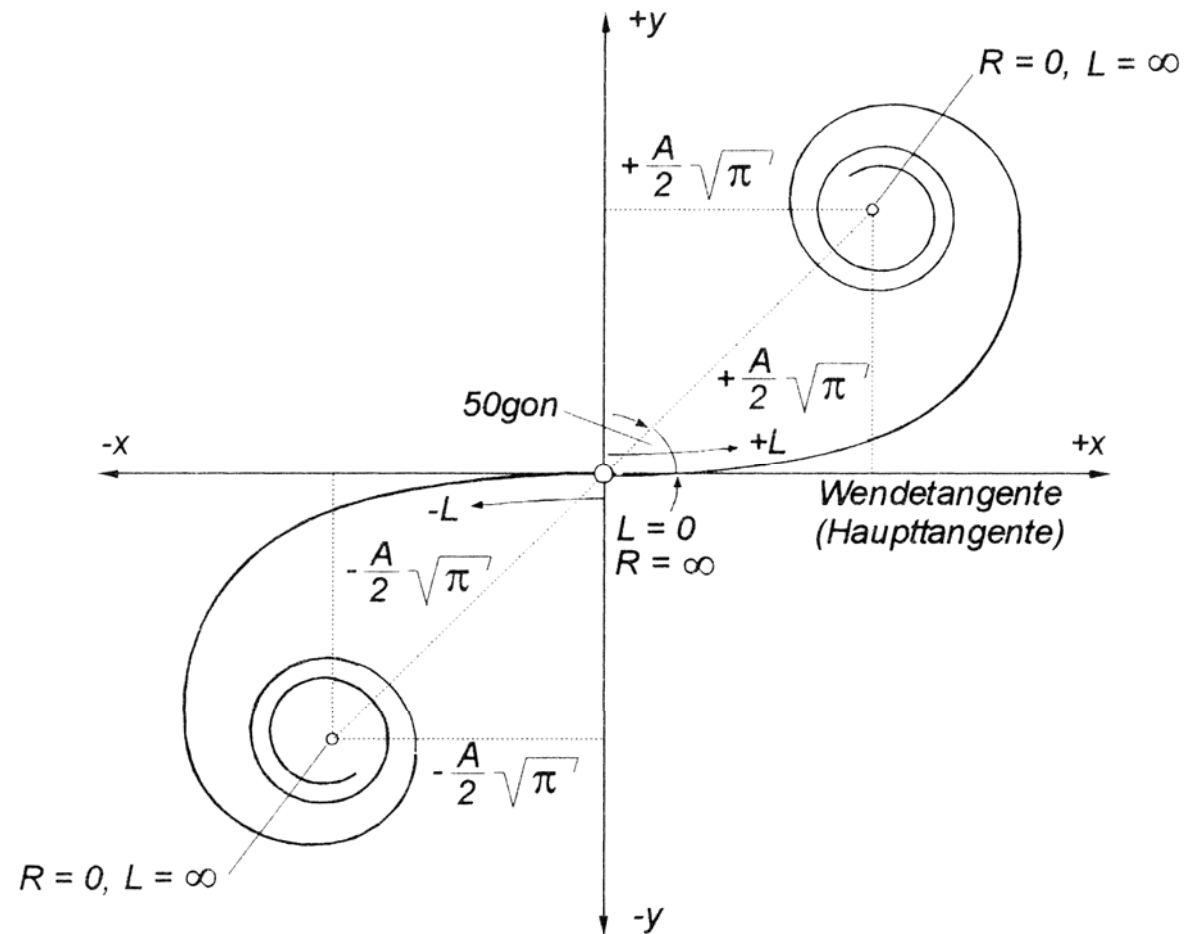 +y
R = 0, L = ∞
+ A/2 √π
+ A/2 √π
50gon
-x
+L
+x
-L
Wendetangente
(Haupttangente)
L = 0
R = ∞
- A/2 √π
- A/2 √π
R = 0, L = ∞
-y